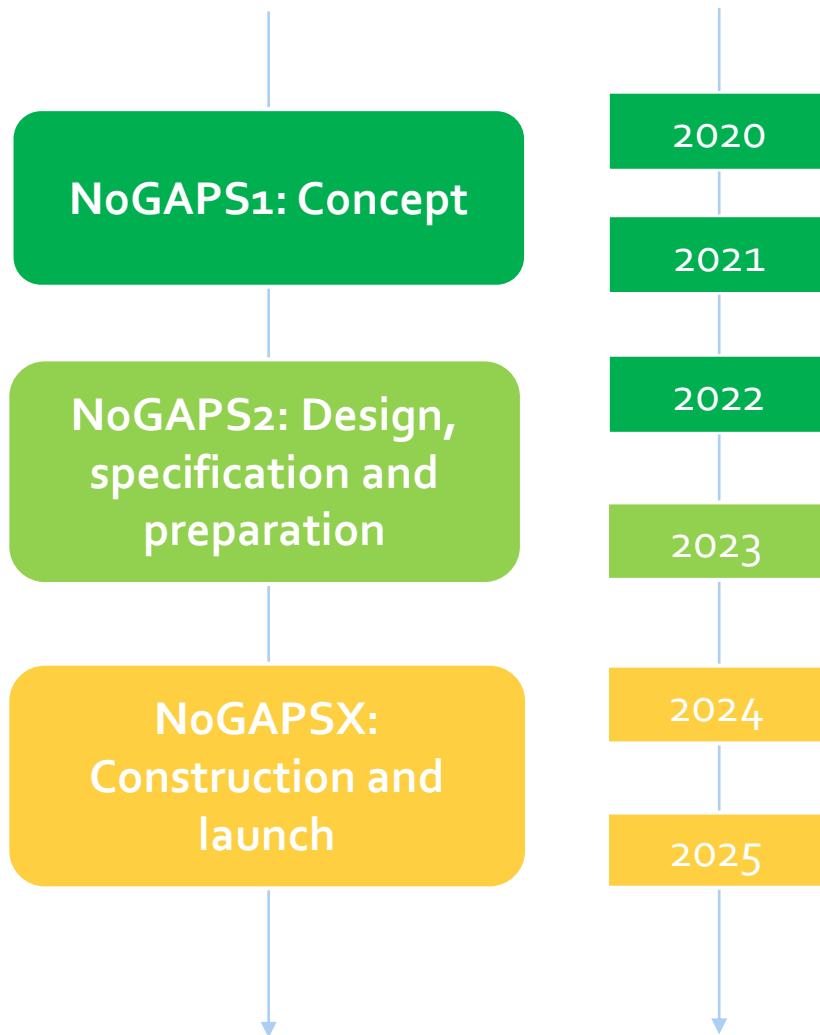 NoGAPS1: Concept
NoGAPS2: Design,
specification and
preparation
NoGAPSX:
Construction and
launch
2020
2021
2022
2023
2024
2025